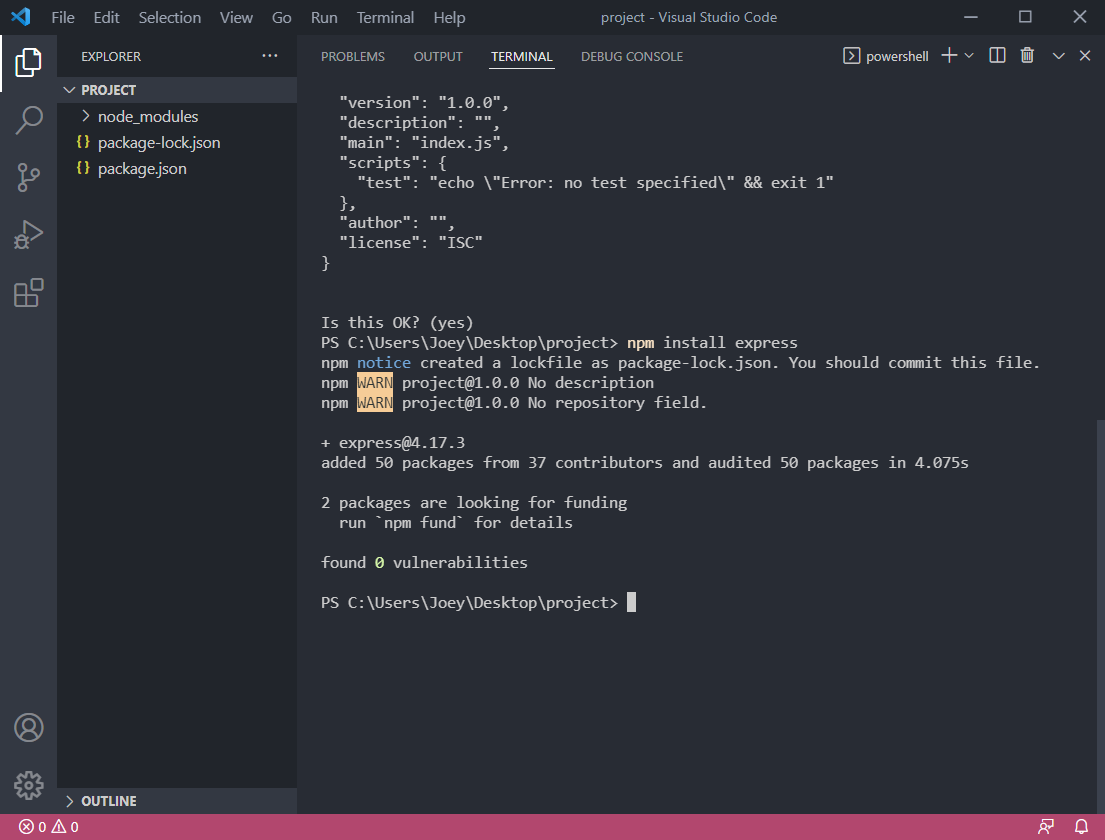 File Edit Selection View Go Run Terminal Help project - Visual Studio Code
EXPLORER ···
PROJECT
node_modules
{} package-lock.json
{} package.json
OUTLINE
PROBLEMS OUTPUT TERMINAL DEBUG CONSOLE powershell
"version": "1.0.0",
"description": "",
"main": "index.js",
"scripts": {
"test": "echo \"Error: no test specified\" && exit 1"
},
"author": "",
"license": "ISC"
}
Is this OK? (yes)
PS C:\Users\Joey\Desktop\project> npm install express
npm notice created a lockfile as package-lock.json. You should commit this file.
npm WARN project@1.0.0 No description
npm WARN project@1.0.0 No repository field.
+ express@4.17.3
added 50 packages from 37 contributors and audited 50 packages in 4.075s
2 packages are looking for funding
run `npm fund` for details
found 0 vulnerabilities
PS C:\Users\Joey\Desktop\project>
0 0